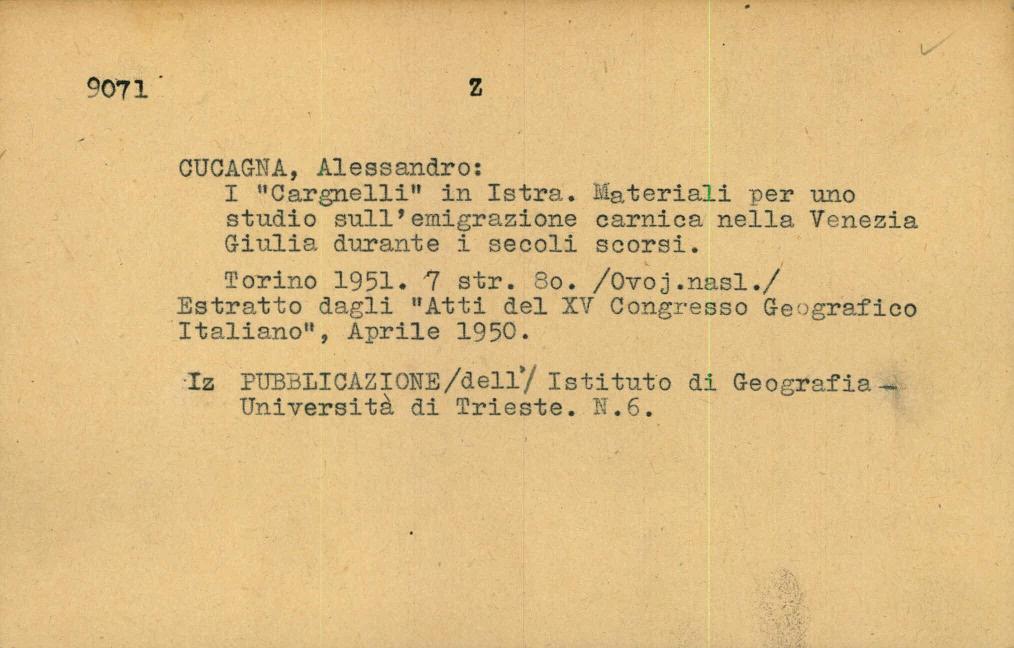 9071 Z
CUCAGNA, Alessandro:
I "Cargnelli" in Istra. Materiali per uno
studio sull'emigrazione carnica nella Venezia
Giulia durante i secoli scorsi.
Torino 1951. 7 str. 8o. /Ovoj.nasl./
Estratto dagli "Atti del XV Congresso Geografico
Italiano", Aprile 1950.
Iz PUBBLICAZIONE/dell'/ Istituto di Geografia-
Università di Trieste. N.6.